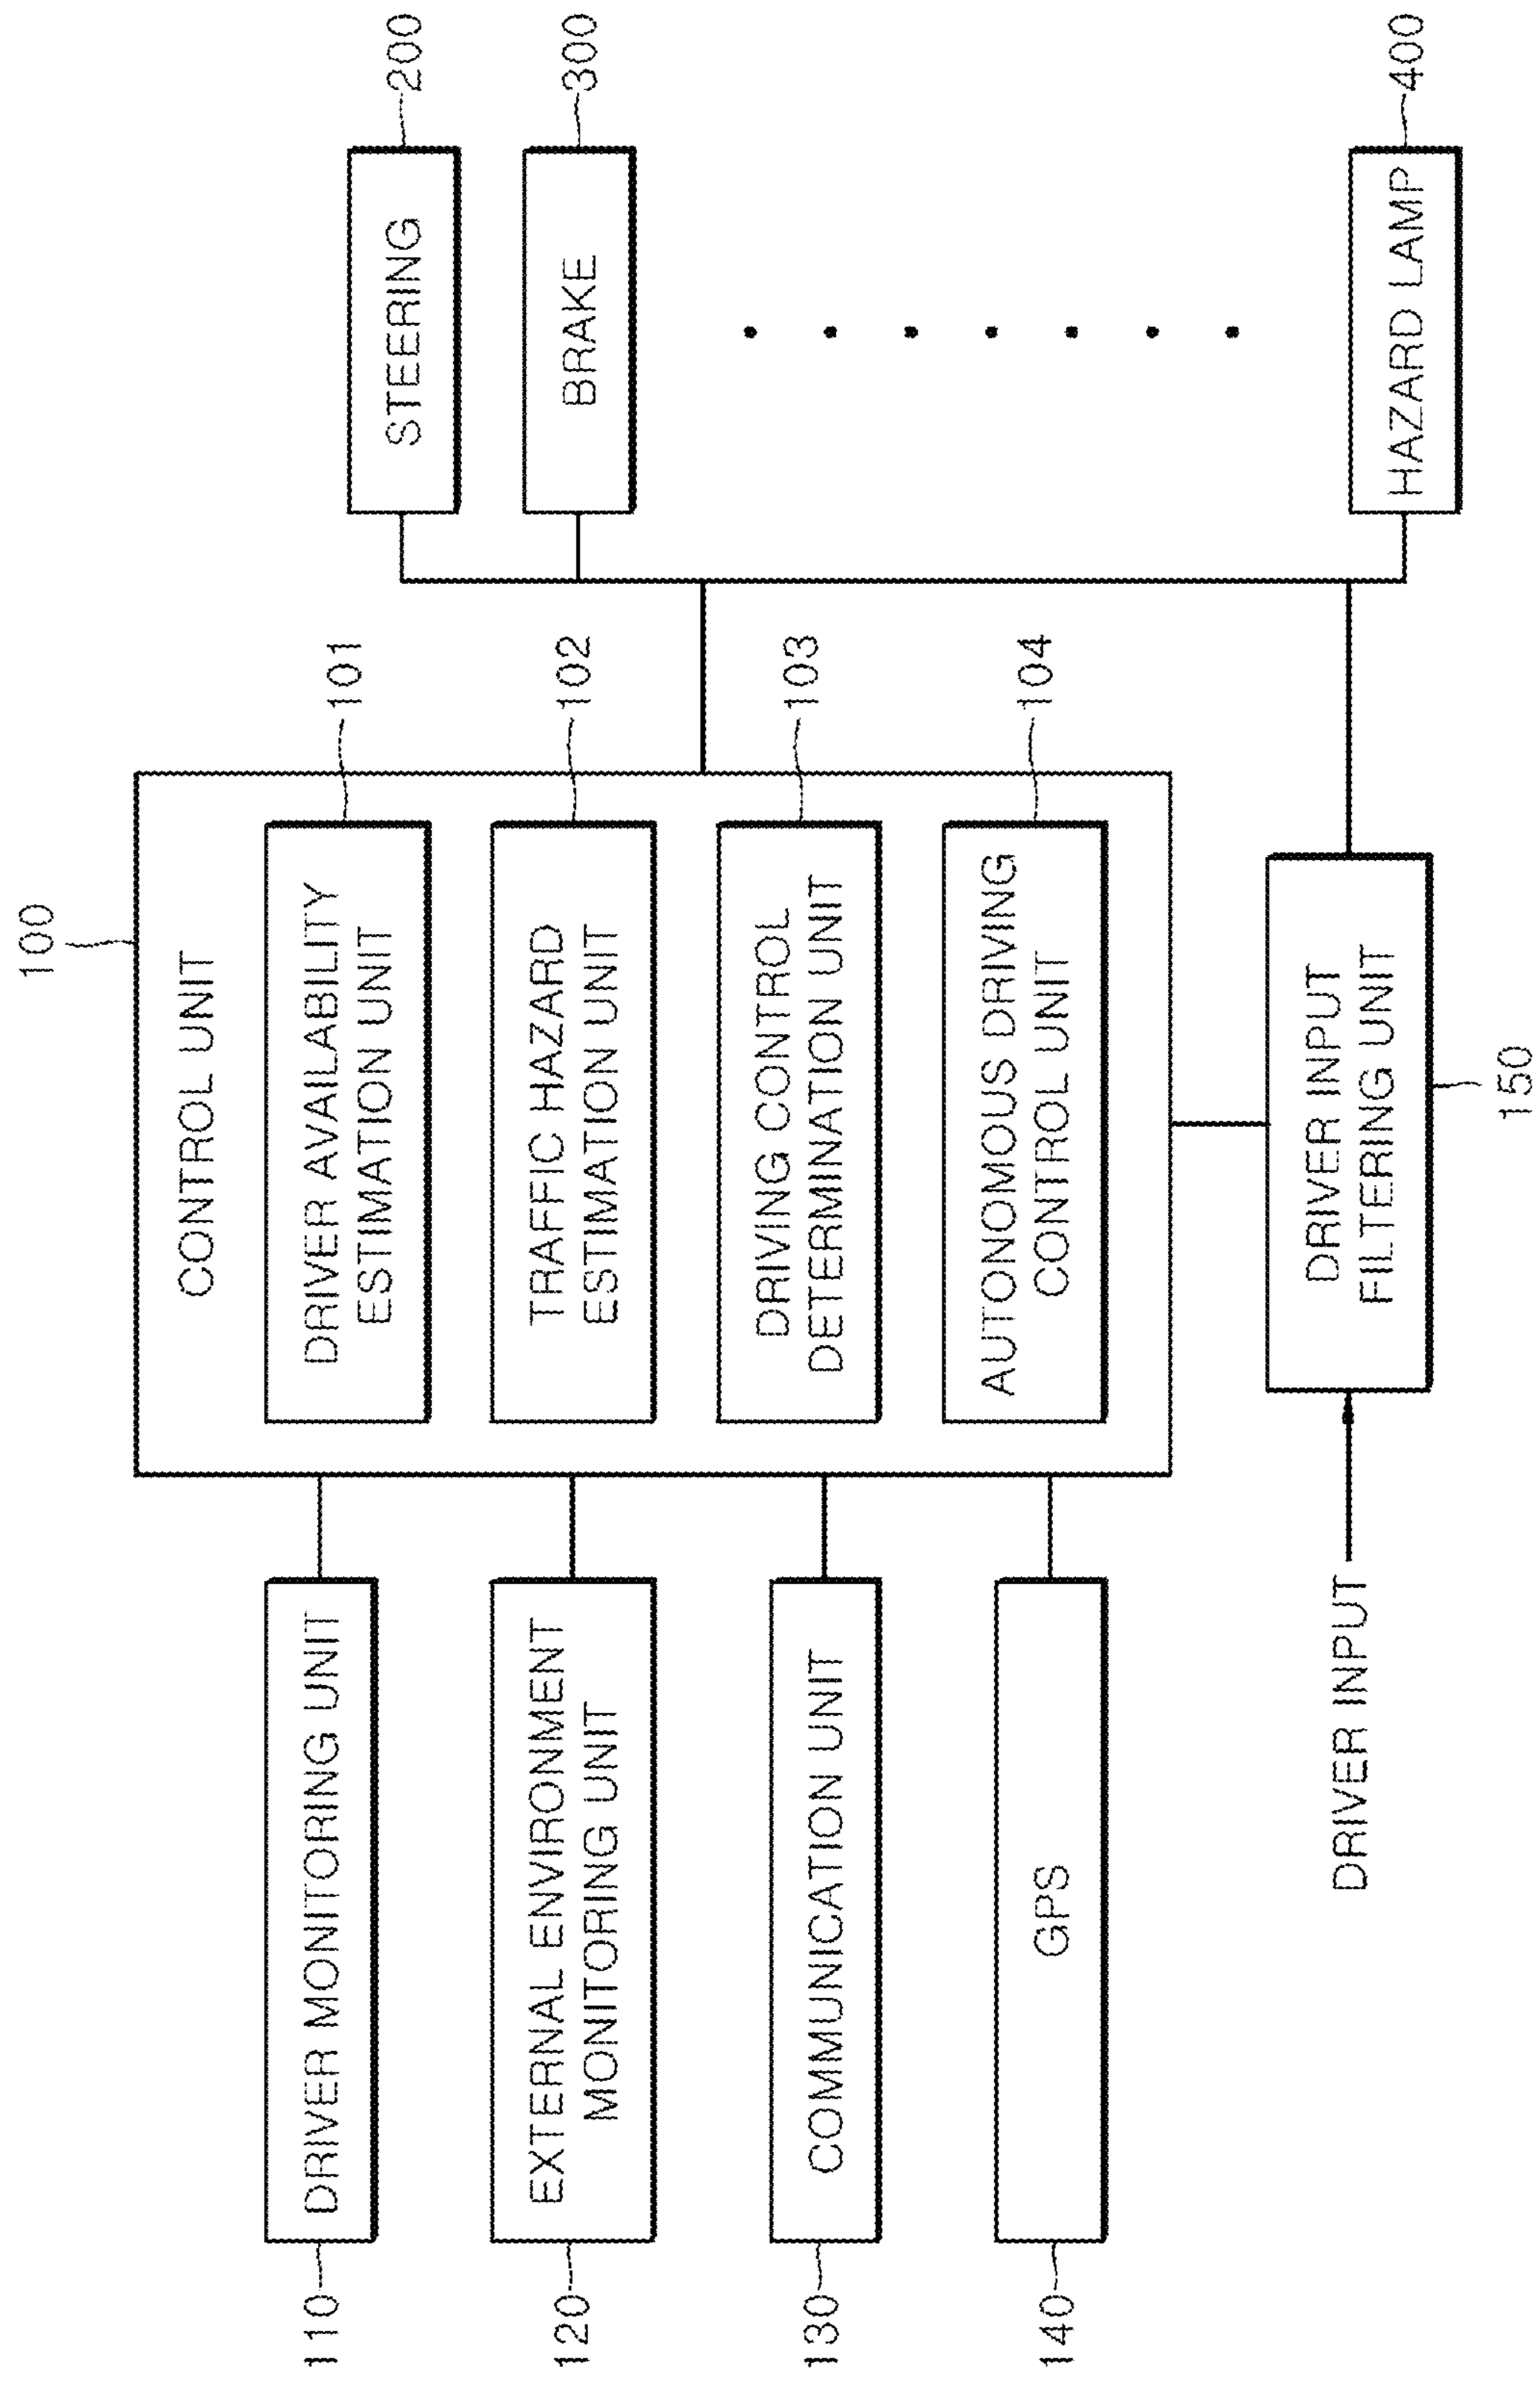 100
CONTROL UNIT
110
DRIVER MONITORING UNIT
DRIVER AVAILABILITY
ESTIMATION UNIT
101
STEERING
200
120
EXTERNAL ENVIRONMENT
MONITORING UNIT
TRAFFIC HAZARD
ESTIMATION UNIT
102
BRAKE
300
130
COMMUNICATION UNIT
DRIVING CONTROL
DETERMINATION UNIT
103
140
GPS
AUTONOMOUS DRIVING
CONTROL UNIT
104
DRIVER INPUT
DRIVER INPUT
FILTERING UNIT
150
HAZARD LAMP
400